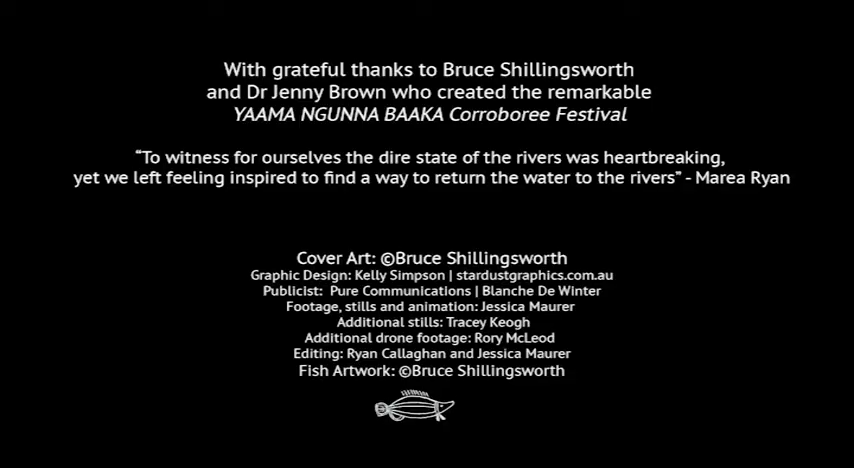 With grateful thanks to Bruce Shillingsworth
and Dr Jenny Brown who created the remarkable
YAAMA NGUNNA BAAKA Corroboree Festival
“To witness for ourselves the dire state of the rivers was heartbreaking,
yet we left feeling inspired to find a way to return the water to the rivers” - Marea Ryan
Cover Art: ©Bruce Shillingsworth
Graphic Design: Kelly Simpson | stardustgraphics.com.au
Publicist: Pure Communications | Blanche De Winter
Footage, stills and animation: Jessica Maurer
Additional stills: Tracey Keogh
Additional drone footage: Rory McLeod
Editing: Ryan Callaghan and Jessica Maurer
Fish Artwork: ©Bruce Shillingsworth